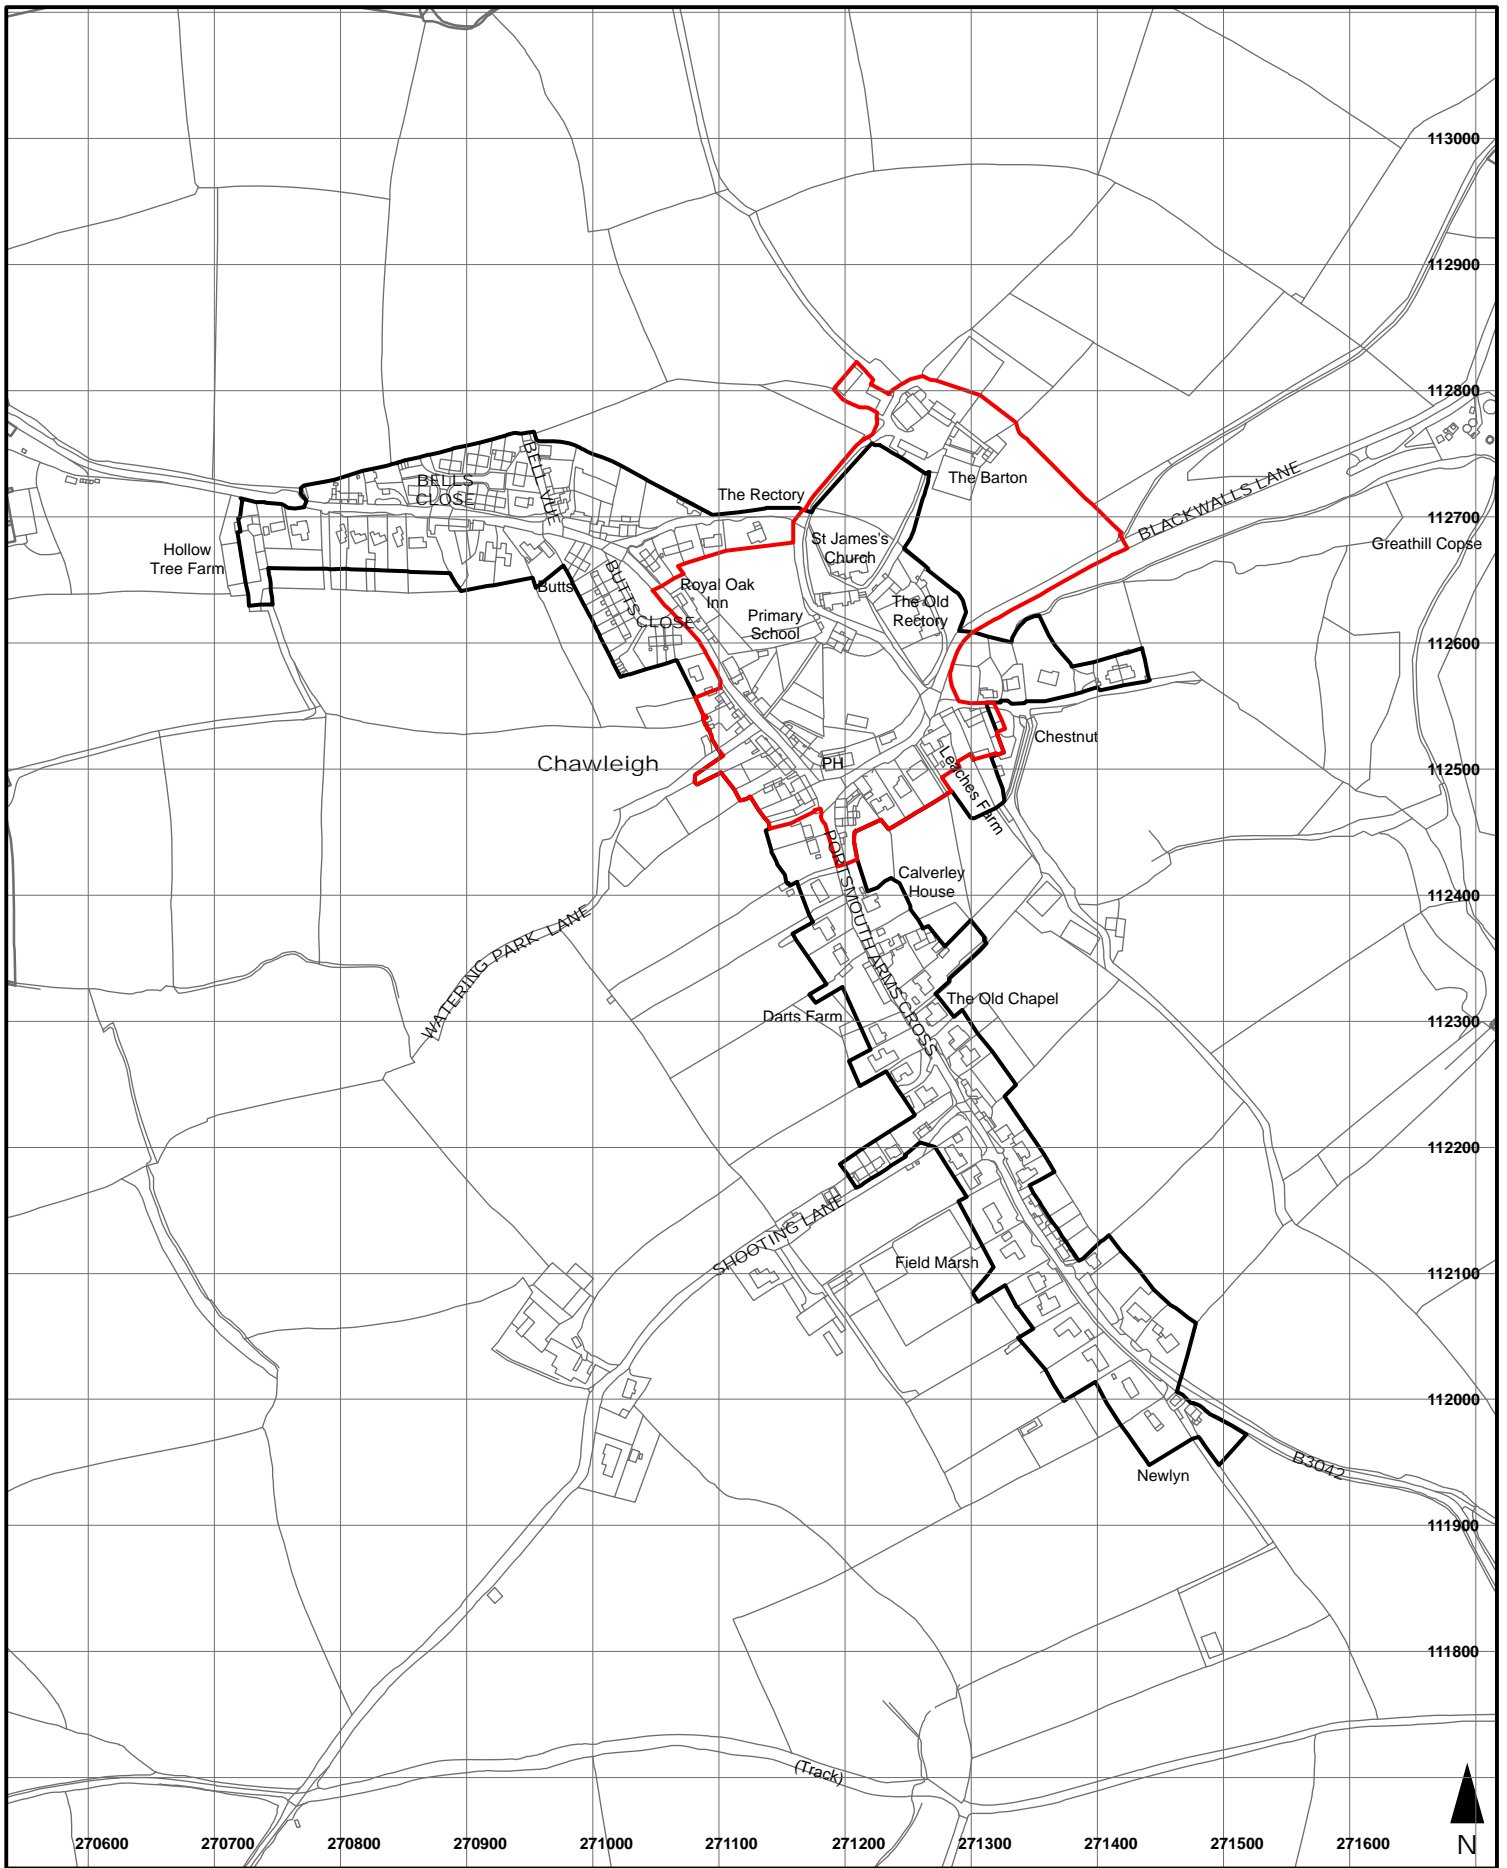 113000
112900
112800
BELLS
CLOSE
BELL VUE
The Rectory
The Barton
BLACKWALLS LANE
112700
Greathill Copse
Hollow
Tree Farm
St James's
Church
Butts
BUTTS
CLOSE
Royal Oak
Inn
Primary
School
The Old
Rectory
112600
Chestnut
Chawleigh
PH
Leaches Farm
112500
PORTSMOUTH ARMS CROSS
Calverley
House
112400
WATERING PARK LANE
The Old Chapel
Darts Farm
112300
112200
SHOOTING LANE
Field Marsh
112100
112000
B3042
Newlyn
111900
111800
(Track)
270600
270700
270800
270900
271000
271100
271200
271300
271400
271500
271600
N